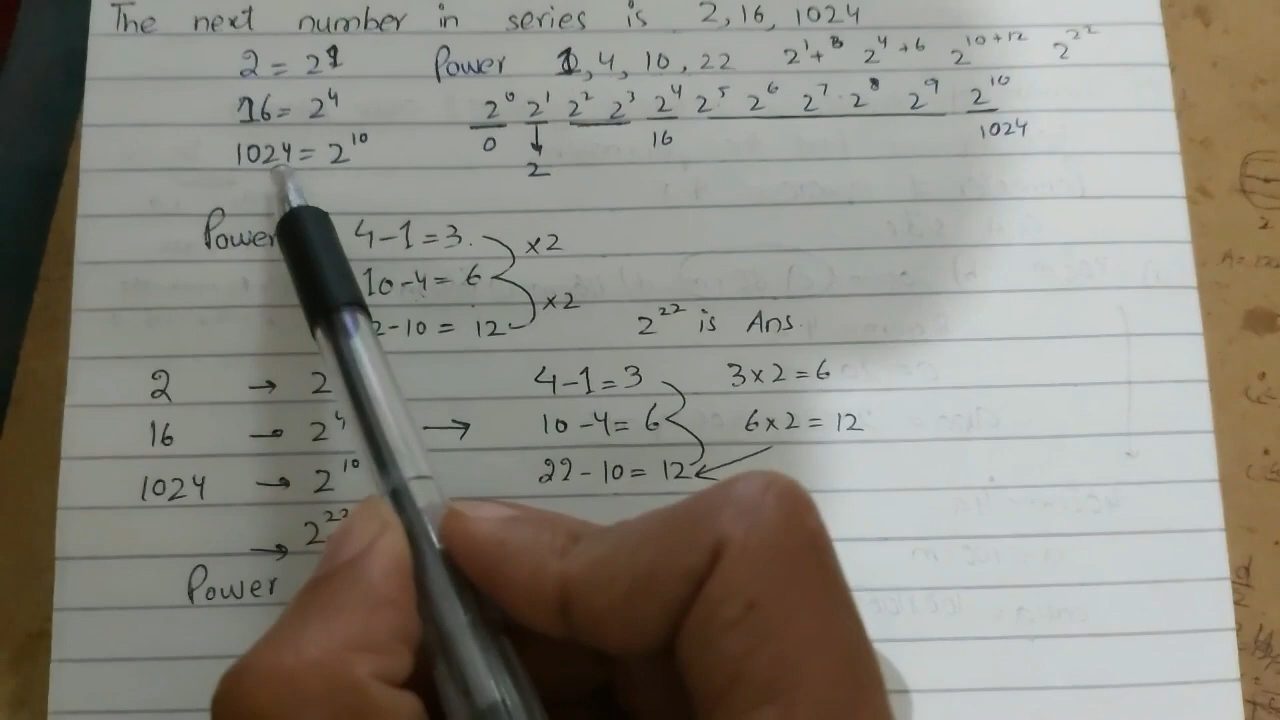 The next number in series is 2, 16, 1024
2 = 2¹ Power 1, 4, 10, 22 2¹⁺³ 2⁴⁺⁶ 2¹⁰⁺¹² 2²²
16 = 2⁴ 2⁰ 2¹ 2² 2³ 2⁴ 2⁵ 2⁶ 2⁷ 2⁸ 2⁹ 2¹⁰
1024 = 2¹⁰ 0 ↓ 16 1024
2
Power 4-1 = 3 ×2
10-4 = 6 ×2
2-10 = 12 2²² is Ans.
2 → 2 4-1 = 3 3×2 = 6
16 → 2⁴ → 10-4 = 6 6×2 = 12
1024 → 2¹⁰ 22-10 = 12 ←
→ 2²²
Power